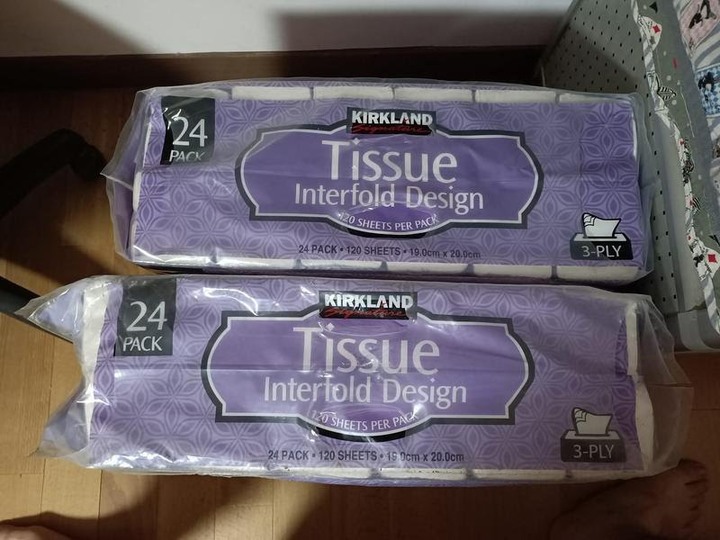 24
PACK
KIRKLAND
Signature
Tissue
Interfold Design
120 SHEETS PER PACK
24 PACK • 120 SHEETS • 19.0cm x 20.0cm
3-PLY
24
PACK
KIRKLAND
Signature
Tissue
Interfold Design
120 SHEETS PER PACK
24 PACK • 120 SHEETS • 19.0cm x 20.0cm
3-PLY